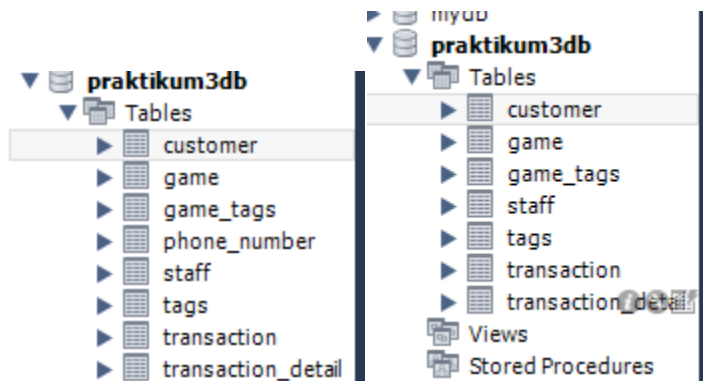 praktikum3db
Tables
customer
game
game_tags
phone_number
staff
tags
transaction
transaction_detail
mydb
praktikum3db
Tables
customer
game
game_tags
staff
tags
transaction
transaction_detail
Views
Stored Procedures